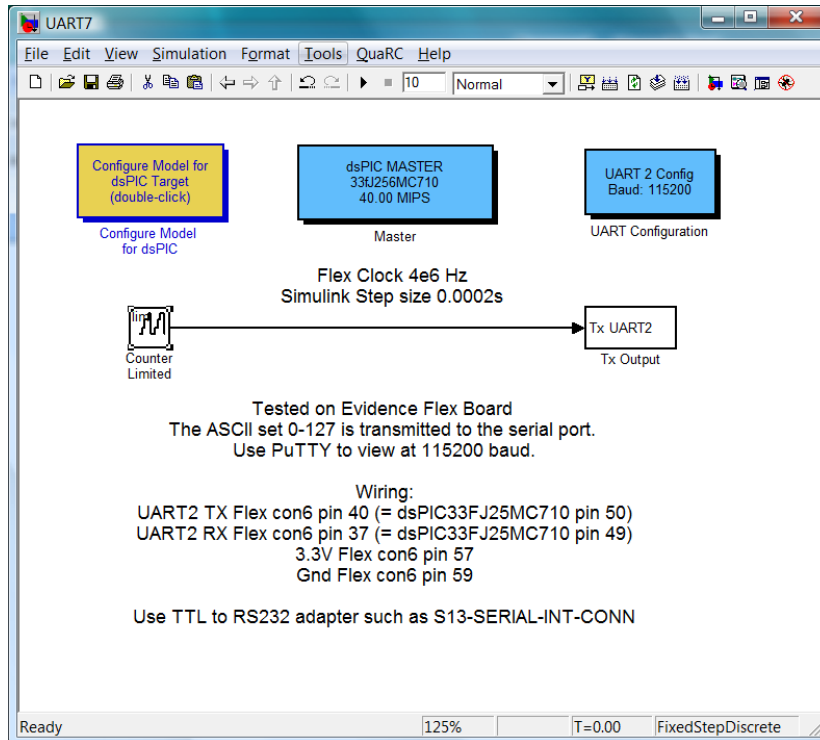 UART7
File Edit View Simulation Format Tools QuaRC Help
10 Normal
Configure Model for
dsPIC Target
(double-click)
Configure Model
for dsPIC
dsPIC MASTER
33fJ256MC710
40.00 MIPS
Master
UART 2 Config
Baud: 115200
UART Configuration
Flex Clock 4e6 Hz
Simulink Step size 0.0002s
lim
Counter
Limited
Tx UART2
Tx Output
Tested on Evidence Flex Board
The ASCII set 0-127 is transmitted to the serial port.
Use PuTTY to view at 115200 baud.
Wiring:
UART2 TX Flex con6 pin 40 (= dsPIC33FJ25MC710 pin 50)
UART2 RX Flex con6 pin 37 (= dsPIC33FJ25MC710 pin 49)
3.3V Flex con6 pin 57
Gnd Flex con6 pin 59
Use TTL to RS232 adapter such as S13-SERIAL-INT-CONN
Ready 125% T=0.00 FixedStepDiscrete